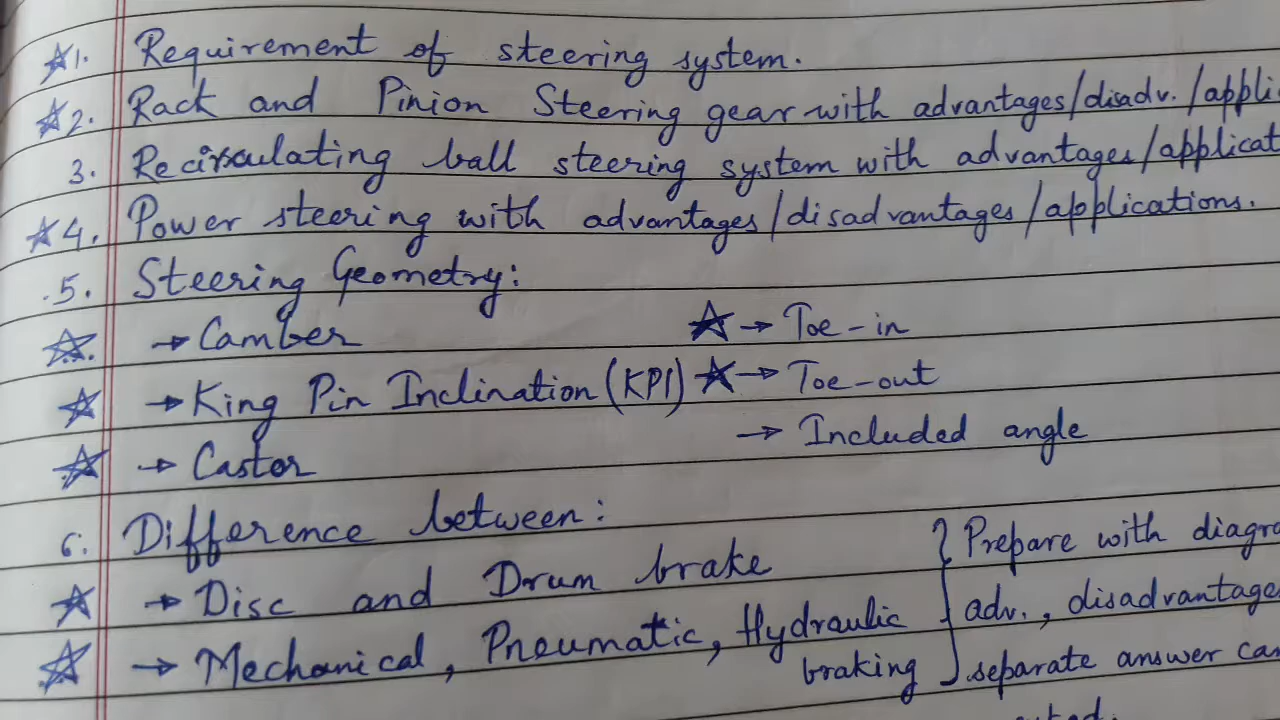 ☆1. Requirement of steering system.
☆2. Rack and Pinion Steering gear with advantages/disadv./appli
3. Recirculating ball steering system with advantages/applicat
☆4. Power steering with advantages/disadvantages/applications.
5. Steering Geometry:
☆ → Camber ☆ → Toe-in
☆ → King Pin Inclination (KPI) ☆ → Toe-out
→ Included angle
☆ → Castor
6. Difference between:
} Prepare with diagra
☆ → Disc and Drum brake
adv., disadvantage
☆ → Mechanical, Pneumatic, Hydraulic
braking
separate answer can